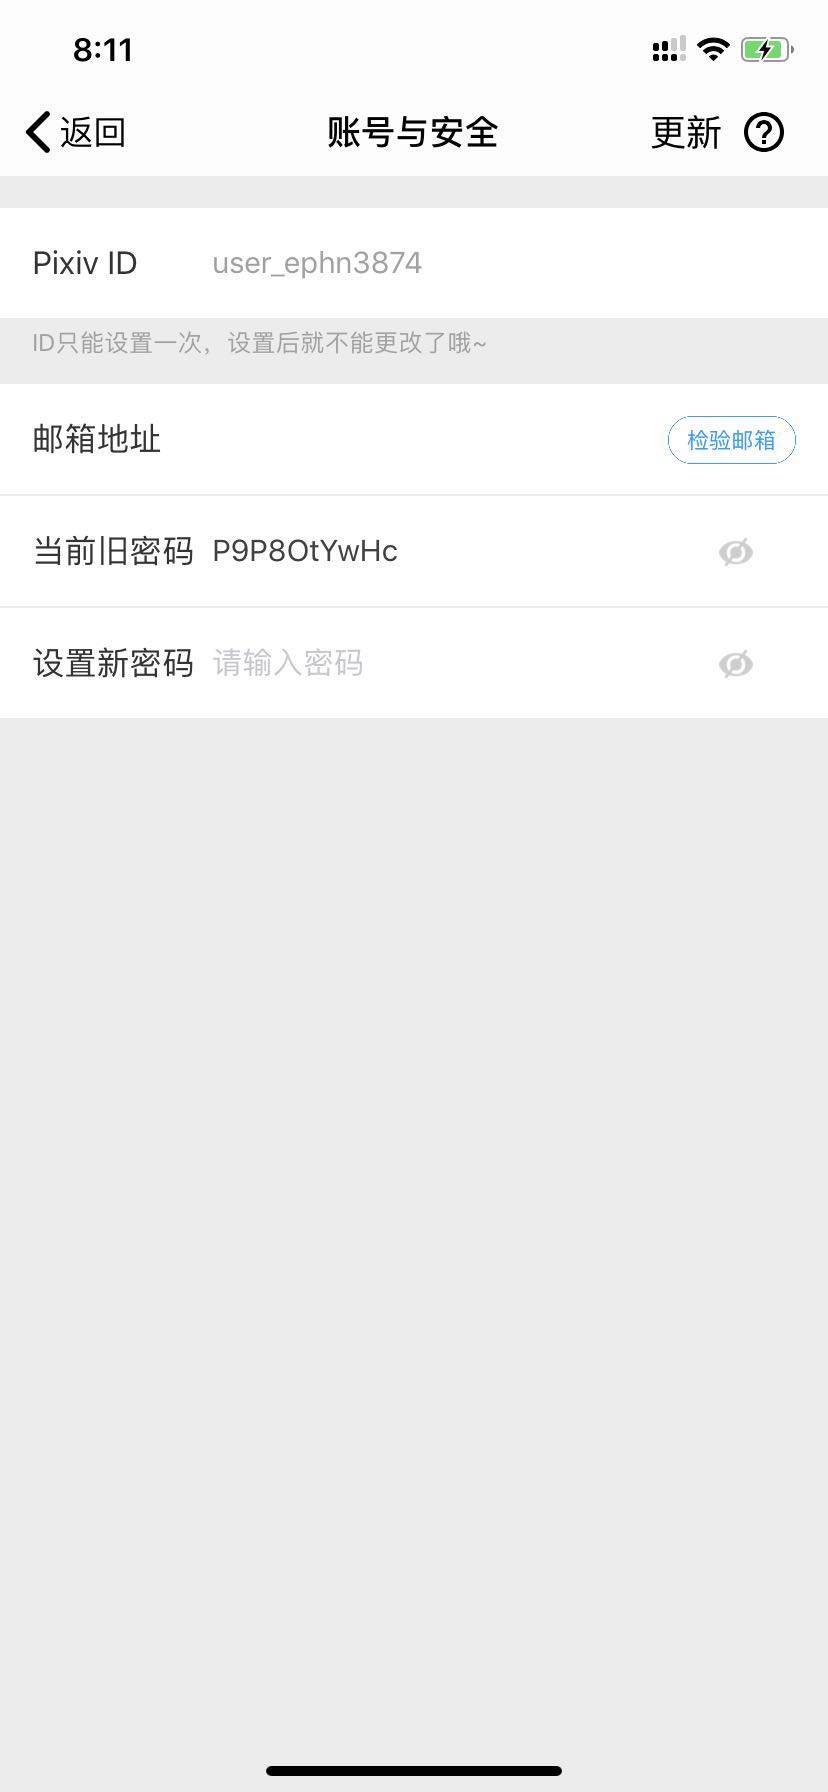 8:11
返回 账号与安全 更新
Pixiv ID user_ephn3874
ID只能设置一次，设置后就不能更改了哦~
邮箱地址 检验邮箱
当前旧密码 P9P8OtYwHc
设置新密码 请输入密码